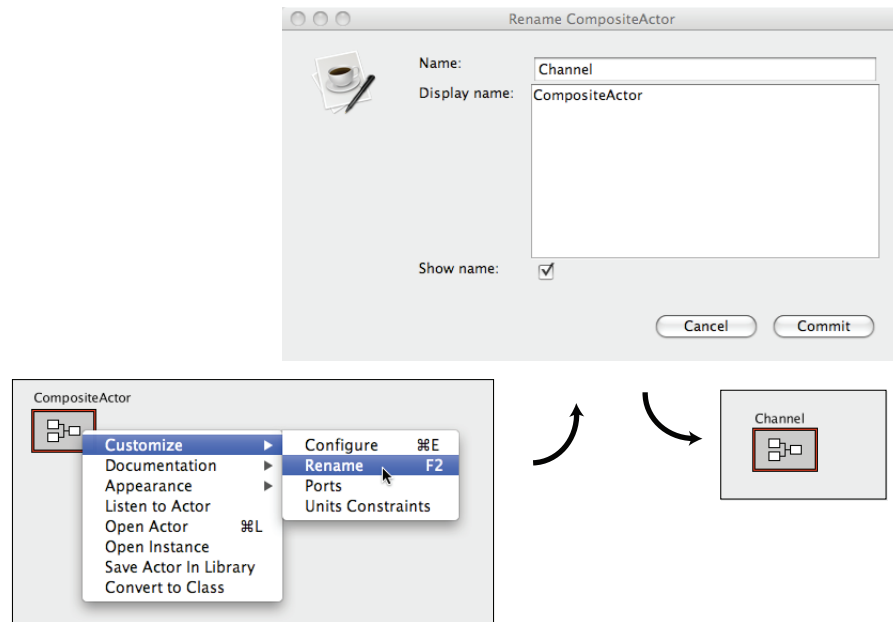 Rename CompositeActor
Name:
Channel
Display name:
CompositeActor
Show name:
Cancel
Commit
CompositeActor
Customize
Documentation
Appearance
Listen to Actor
Open Actor ⌘L
Open Instance
Save Actor In Library
Convert to Class
Configure ⌘E
Rename F2
Ports
Units Constraints
Channel